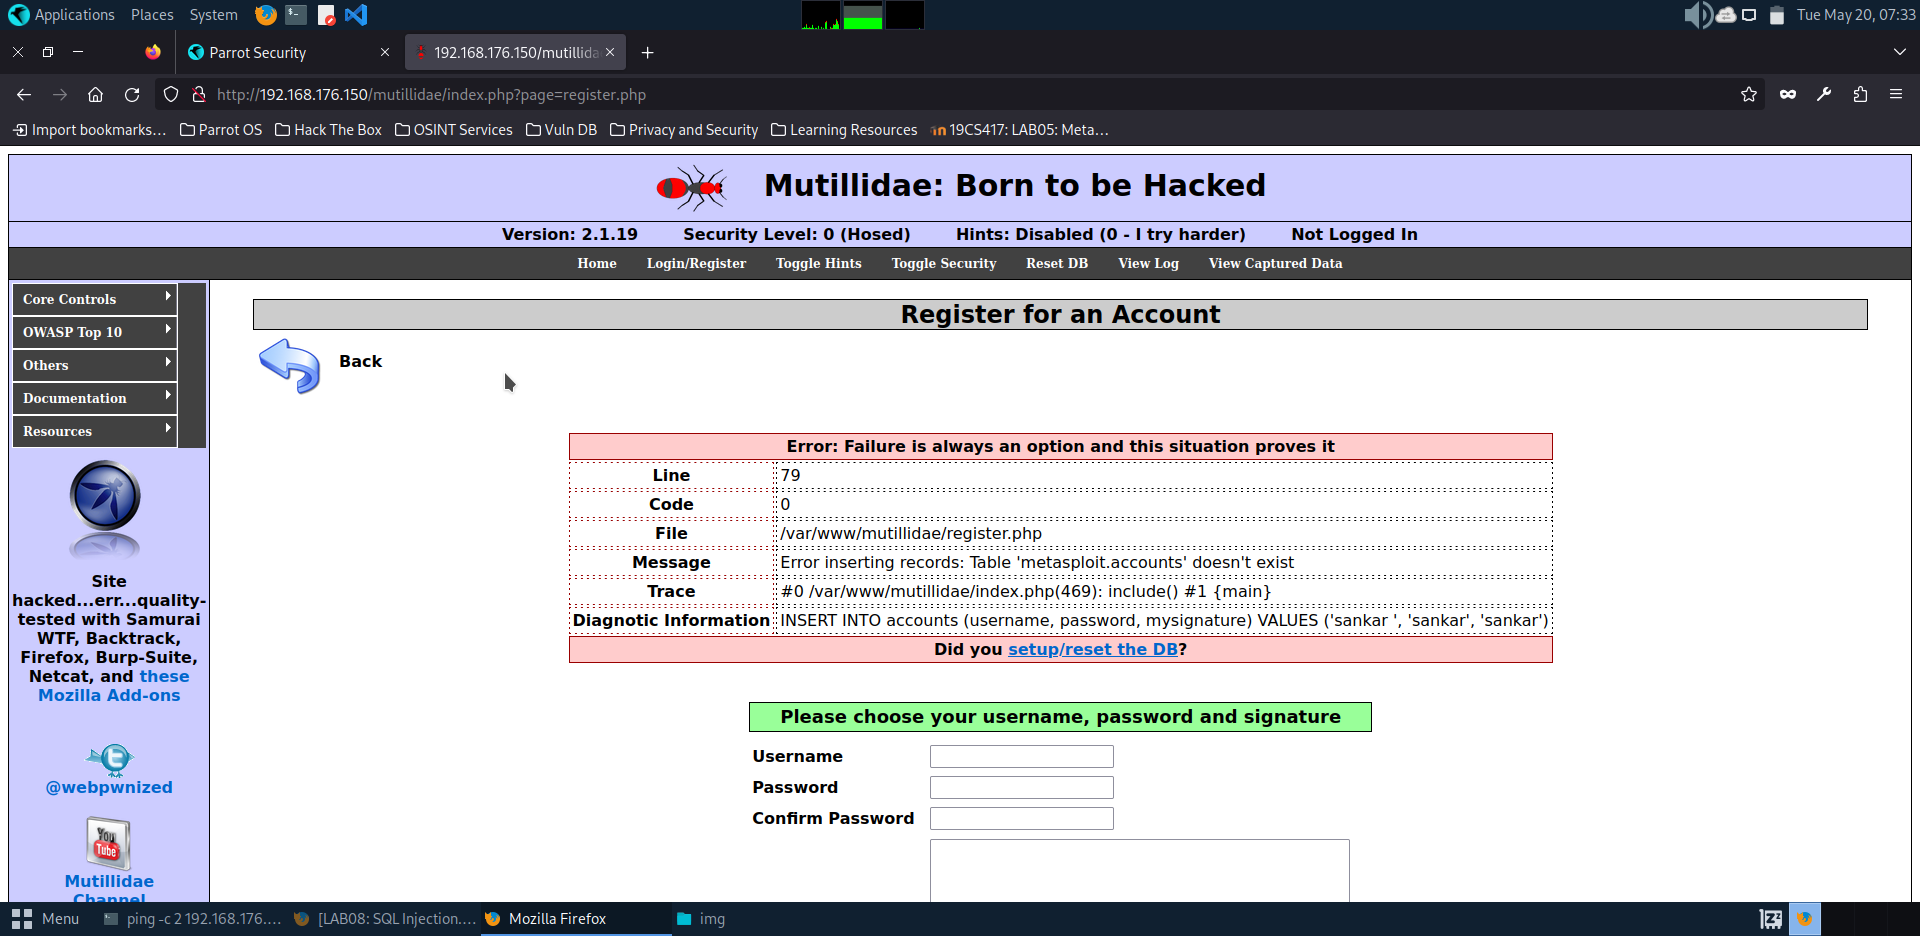 Applications Places System
Tue May 20, 07:33
Parrot Security
192.168.176.150/mutillida
http://192.168.176.150/mutillidae/index.php?page=register.php
Import bookmarks… Parrot OS Hack The Box OSINT Services Vuln DB Privacy and Security Learning Resources 19CS417: LAB05: Meta…
Mutillidae: Born to be Hacked
Version: 2.1.19 Security Level: 0 (Hosed) Hints: Disabled (0 - I try harder) Not Logged In
Home Login/Register Toggle Hints Toggle Security Reset DB View Log View Captured Data
Core Controls
OWASP Top 10
Others
Documentation
Resources
Site
hacked...err...quality-
tested with Samurai
WTF, Backtrack,
Firefox, Burp-Suite,
Netcat, and these
Mozilla Add-ons
@webpwnized
You
Tube
Mutillidae
Channel
Register for an Account
Back
Error: Failure is always an option and this situation proves it
Line 79
Code 0
File /var/www/mutillidae/register.php
Message Error inserting records: Table 'metasploit.accounts' doesn't exist
Trace #0 /var/www/mutillidae/index.php(469): include() #1 {main}
Diagnotic Information INSERT INTO accounts (username, password, mysignature) VALUES ('sankar ', 'sankar', 'sankar')
Did you setup/reset the DB?
Please choose your username, password and signature
Username
Password
Confirm Password
Menu ping -c 2 192.168.176.… [LAB08: SQL Injection.… Mozilla Firefox img